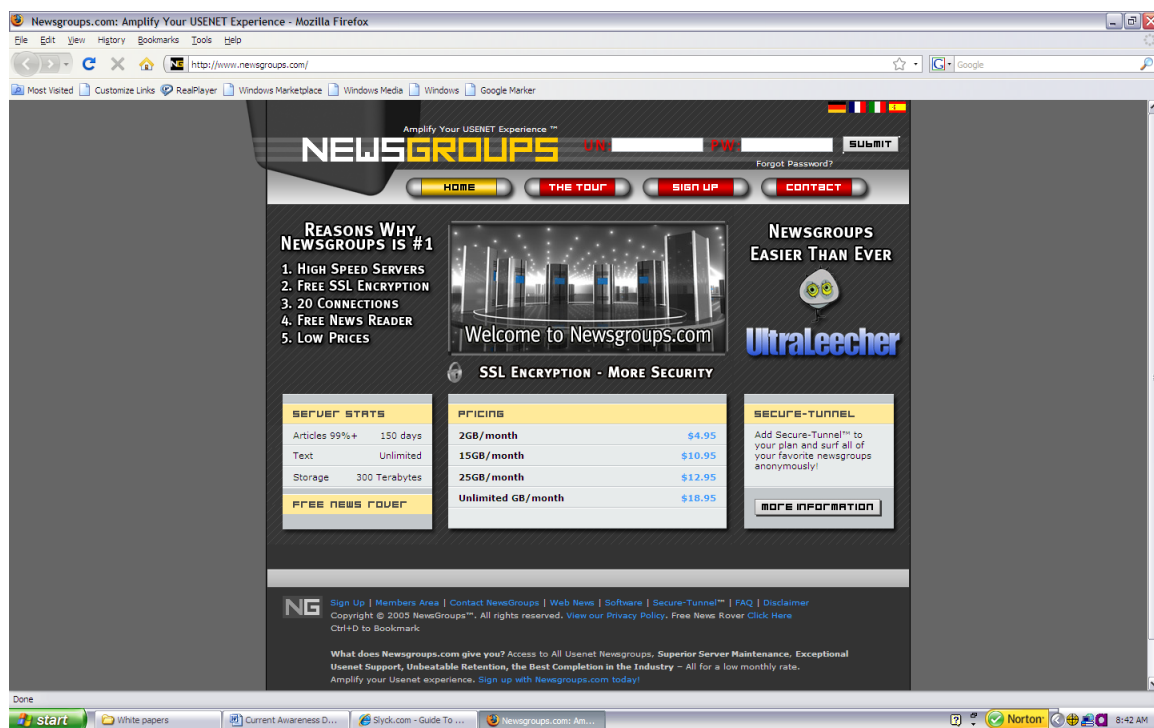 Newsgroups.com: Amplify Your USENET Experience - Mozilla Firefox
File Edit View History Bookmarks Tools Help
http://www.newsgroups.com/
Google
Most Visited Customize Links RealPlayer Windows Marketplace Windows Media Windows Google Marker
Amplify Your USENET Experience ™
NEWSGROUPS
UN: PW: SUBMIT
Forgot Password?
HOME THE TOUR SIGN UP CONTACT
REASONS WHY
NEWSGROUPS IS #1
1. HIGH SPEED SERVERS
2. FREE SSL ENCRYPTION
3. 20 CONNECTIONS
4. FREE NEWS READER
5. LOW PRICES
Welcome to Newsgroups.com
SSL ENCRYPTION - MORE SECURITY
NEWSGROUPS
EASIER THAN EVER
UltraLeecher
SERVER STATS
Articles 99%+ 150 days
Text Unlimited
Storage 300 Terabytes
FREE NEWS ROVER
PRICING
2GB/month $4.95
15GB/month $10.95
25GB/month $12.95
Unlimited GB/month $18.95
SECURE-TUNNEL
Add Secure-Tunnel™ to
your plan and surf all of
your favorite newsgroups
anonymously!
MORE INFORMATION
NG
Sign Up | Members Area | Contact NewsGroups | Web News | Software | Secure-Tunnel™ | FAQ | Disclaimer
Copyright © 2005 NewsGroups™. All rights reserved. View our Privacy Policy. Free News Rover Click Here
Ctrl+D to Bookmark
What does Newsgroups.com give you? Access to All Usenet Newsgroups, Superior Server Maintenance, Exceptional
Usenet Support, Unbeatable Retention, the Best Completion in the Industry – All for a low monthly rate.
Amplify your Usenet experience. Sign up with Newsgroups.com today!
Done
start White papers Current Awareness D... Slyck.com - Guide To ... Newsgroups.com: Am... Norton 8:42 AM